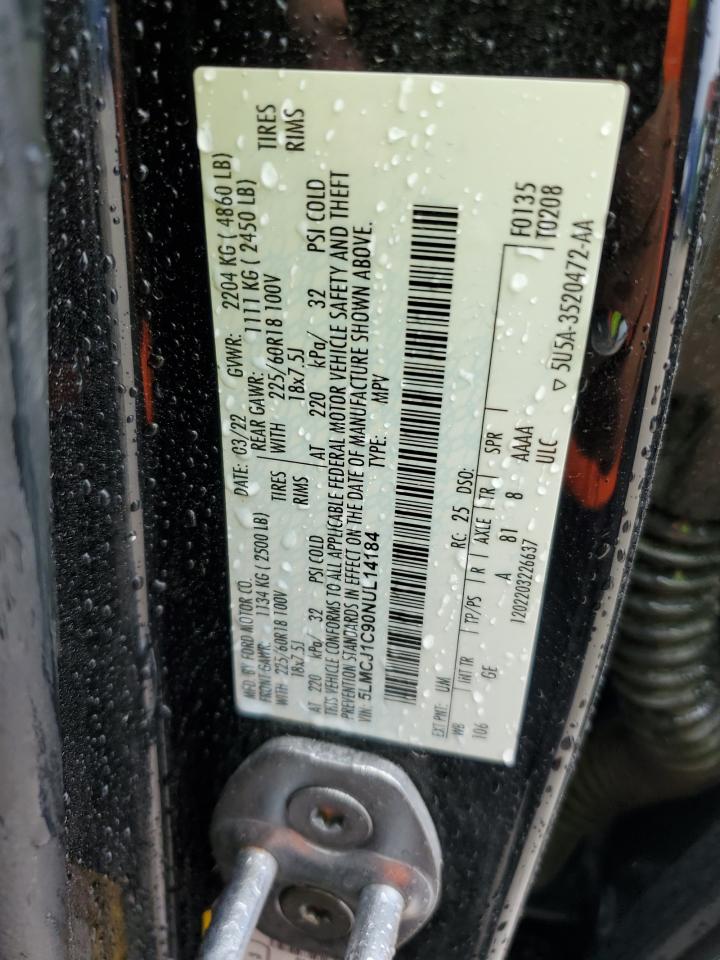 MFD. BY FORD MOTOR CO.
DATE: 03/22 GVWR: 2204 KG ( 4860 LB)
FRONT GAWR: 1134 KG ( 2500 LB) REAR GAWR: 1111 KG ( 2450 LB)
WITH 225/60R18 100V TIRES WITH 225/60R18 100V TIRES
18x7.5J RIMS 18x7.5J RIMS
AT 220 kPa/ 32 PSI COLD AT 220 kPa/ 32 PSI COLD
THIS VEHICLE CONFORMS TO ALL APPLICABLE FEDERAL MOTOR VEHICLE SAFETY AND THEFT
PREVENTION STANDARDS IN EFFECT ON THE DATE OF MANUFACTURE SHOWN ABOVE.
VIN: 5LMCJ1C90NUL14184 TYPE: MPV
F0135
T0208
EXT PNT: UM RC: 25 DSO:
WB INT TR TP/PS R AXLE TR SPR
106 GE A 81 8 AAAA
ULC
1202203226637
▽ 5U5A-3520472-AA